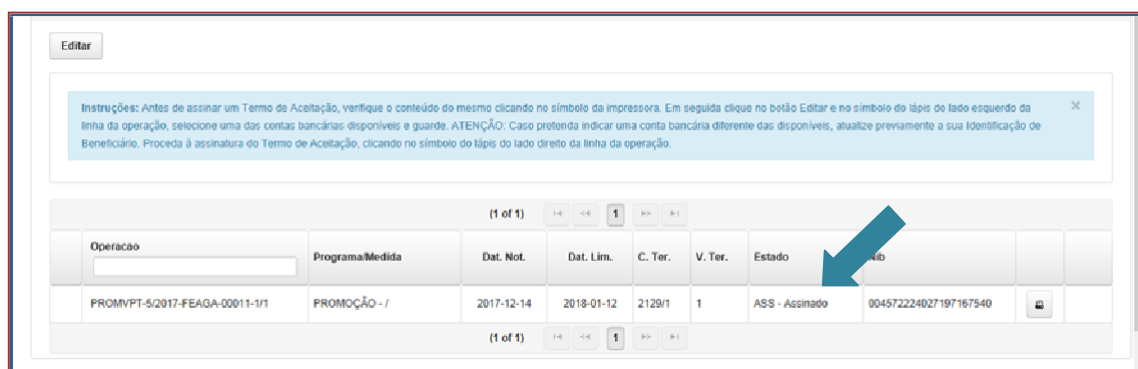 Editar
Instruções: Antes de assinar um Termo de Aceitação, verifique o conteúdo do mesmo clicando no símbolo da impressora. Em seguida clique no botão Editar e no símbolo do lápis do lado esquerdo da
linha da operação, selecione uma das contas bancárias disponíveis e guarde. ATENÇÃO: Caso pretenda indicar uma conta bancária diferente das disponíveis, atualize previamente a sua Identificação de
Beneficiário. Proceda à assinatura do Termo de Aceitação, clicando no símbolo do lápis do lado direito da linha da operação.
(1 of 1) 1
Operacao Programa/Medida Dat. Not. Dat. Lim. C. Ter. V. Ter. Estado
PROMVPT-5/2017-FEAGA-00011-1/1 PROMOÇÃO - / 2017-12-14 2018-01-12 2129/1 1 ASS - Assinado 004572224027197167540
(1 of 1) 1